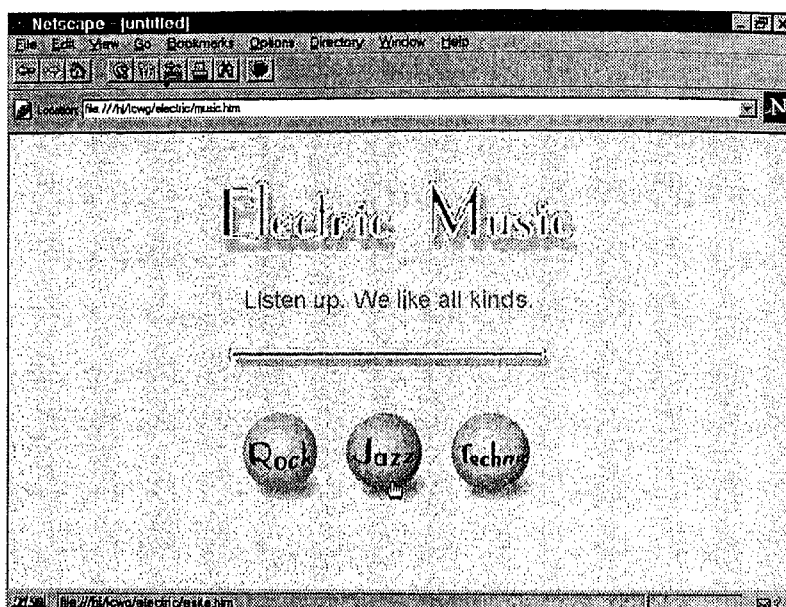 Netscape - [untitled]
File Edit View Go Bookmarks Options Directory Window Help
Location: file:///h|/lcwg/electric/music.htm
N
Electric Music
Listen up. We like all kinds.
Rock Jazz Techno